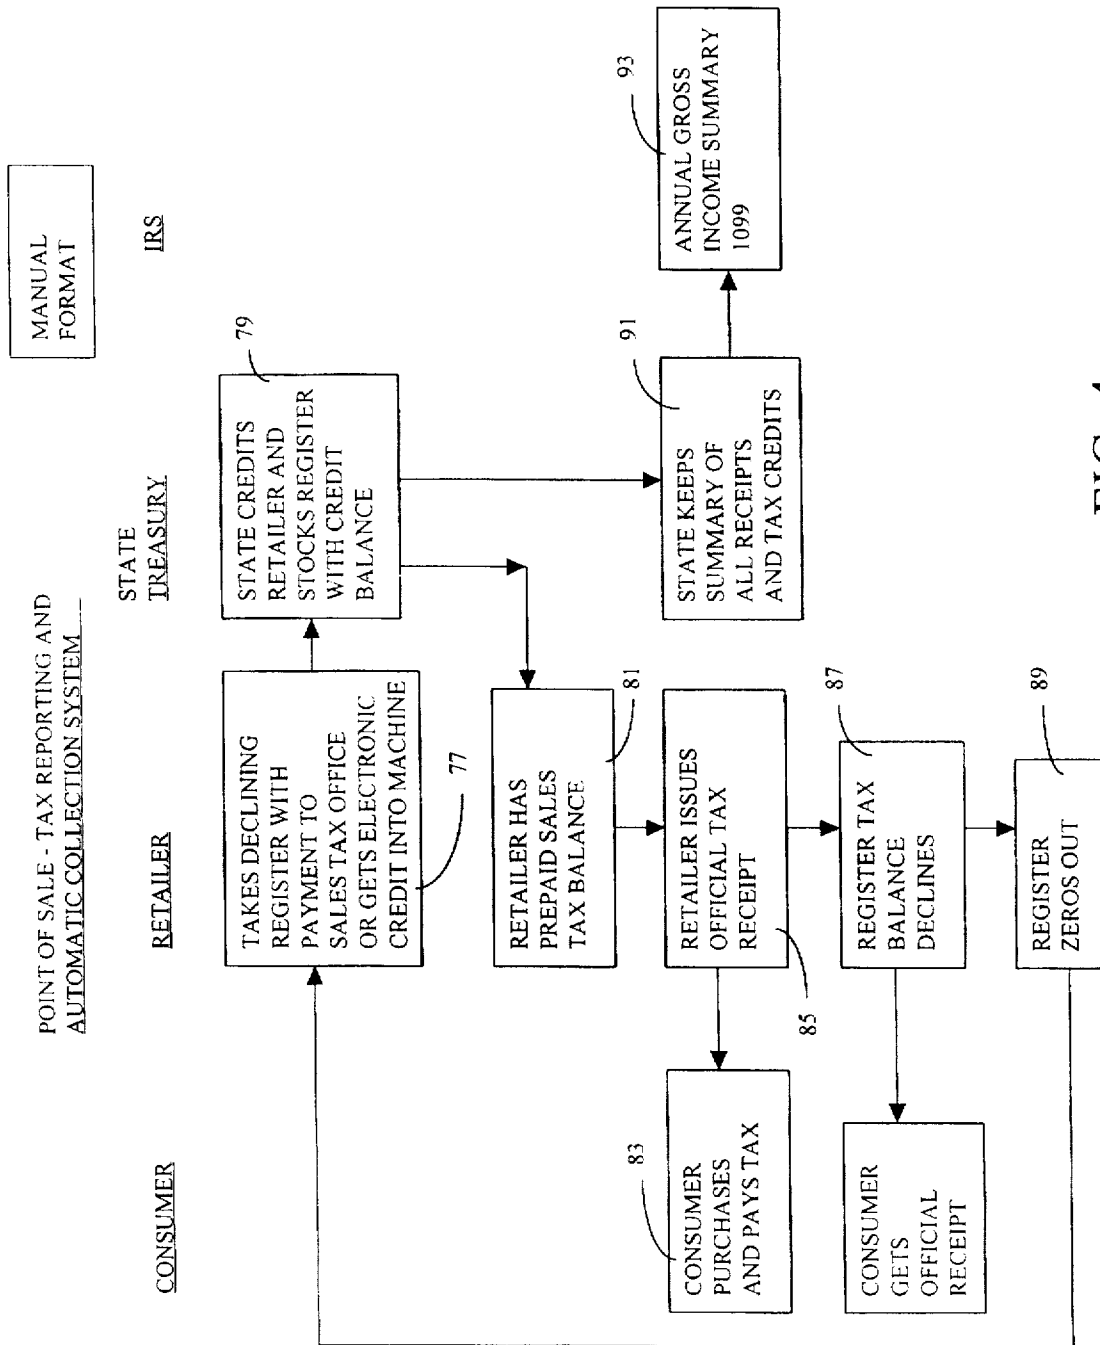 MANUAL
FORMAT
POINT OF SALE - TAX REPORTING AND
AUTOMATIC COLLECTION SYSTEM
CONSUMER
RETAILER
STATE
TREASURY
IRS
TAKES DECLINING
REGISTER WITH
PAYMENT TO
SALES TAX OFFICE
OR GETS ELECTRONIC
CREDIT INTO MACHINE
77
STATE CREDITS
RETAILER AND
STOCKS REGISTER
WITH CREDIT
BALANCE
79
RETAILER HAS
PREPAID SALES
TAX BALANCE
81
CONSUMER
PURCHASES
AND PAYS TAX
83
RETAILER ISSUES
OFFICIAL TAX
RECEIPT
85
STATE KEEPS
SUMMARY OF
ALL RECEIPTS
AND TAX CREDITS
91
ANNUAL GROSS
INCOME SUMMARY
1099
93
CONSUMER
GETS
OFFICIAL
RECEIPT
REGISTER TAX
BALANCE
DECLINES
87
REGISTER
ZEROS OUT
89